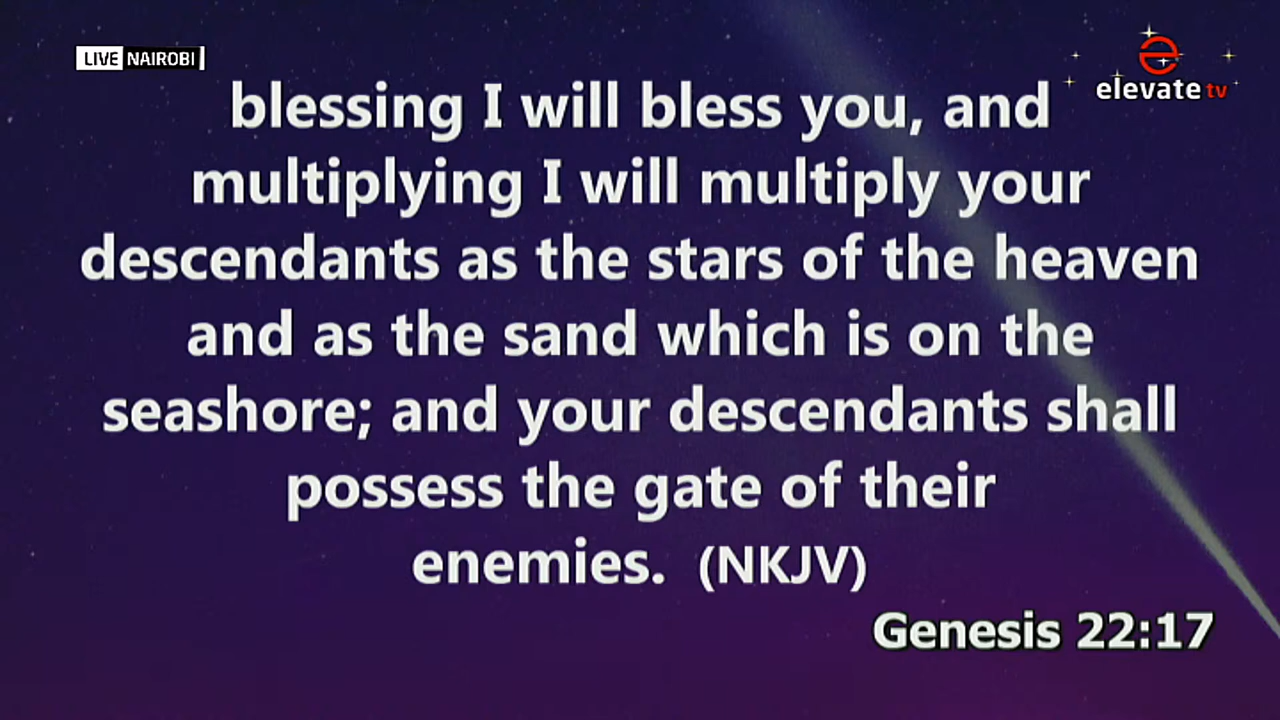 LIVE NAIROBI
elevate tv
blessing I will bless you, and
multiplying I will multiply your
descendants as the stars of the heaven
and as the sand which is on the
seashore; and your descendants shall
possess the gate of their
enemies. (NKJV)
Genesis 22:17